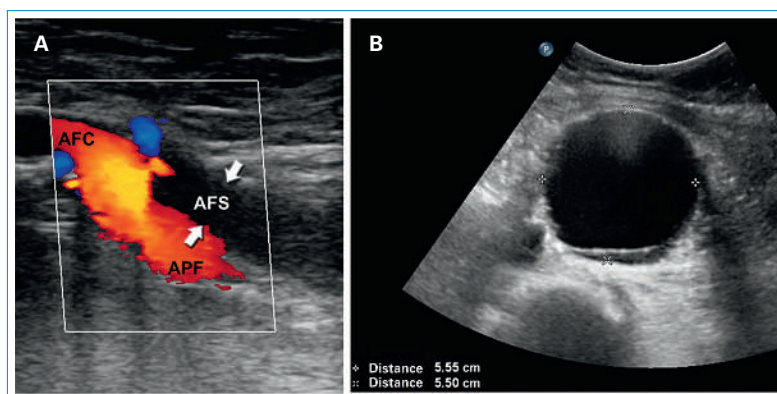 A
AFC
AFS
APF
B
P
Distance 5.55 cm
Distance 5.50 cm